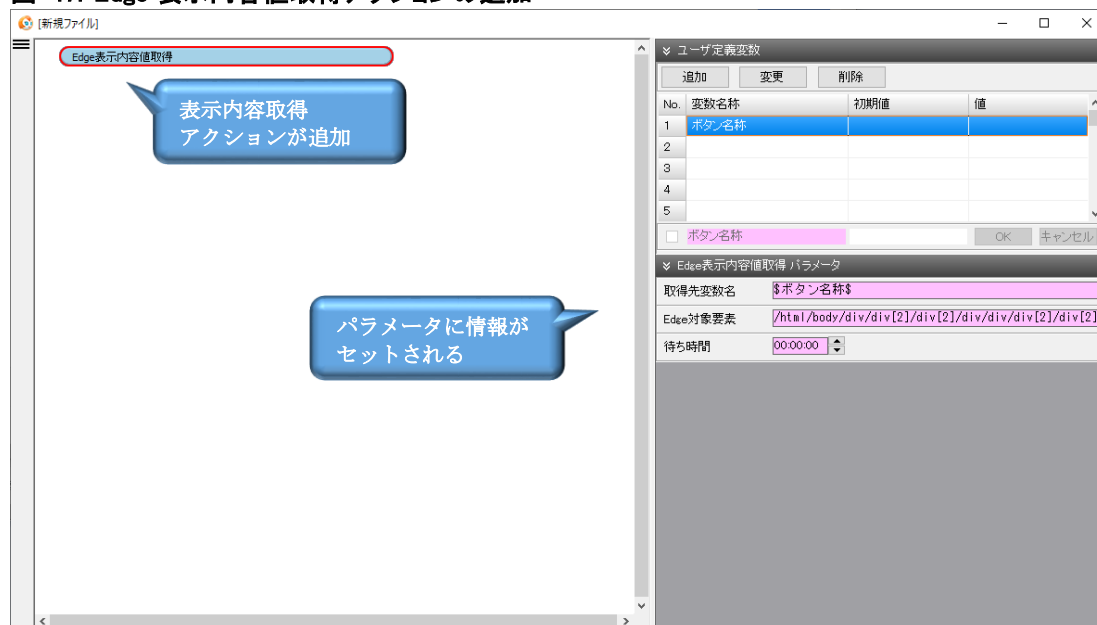 [新規ファイル]
Edge表示内容値取得
表示内容取得
アクションが追加
パラメータに情報が
セットされる
ユーザ定義変数
追加 変更 削除
No. 変数名称 初期値 値
1 ボタン名称
2
3
4
5
ボタン名称 OK キャンセル
Edge表示内容値取得 パラメータ
取得先変数名 $ボタン名称$
Edge対象要素 /html/body/div/div[2]/div[2]/div/div/div[2]/div[2]
待ち時間 00:00:00